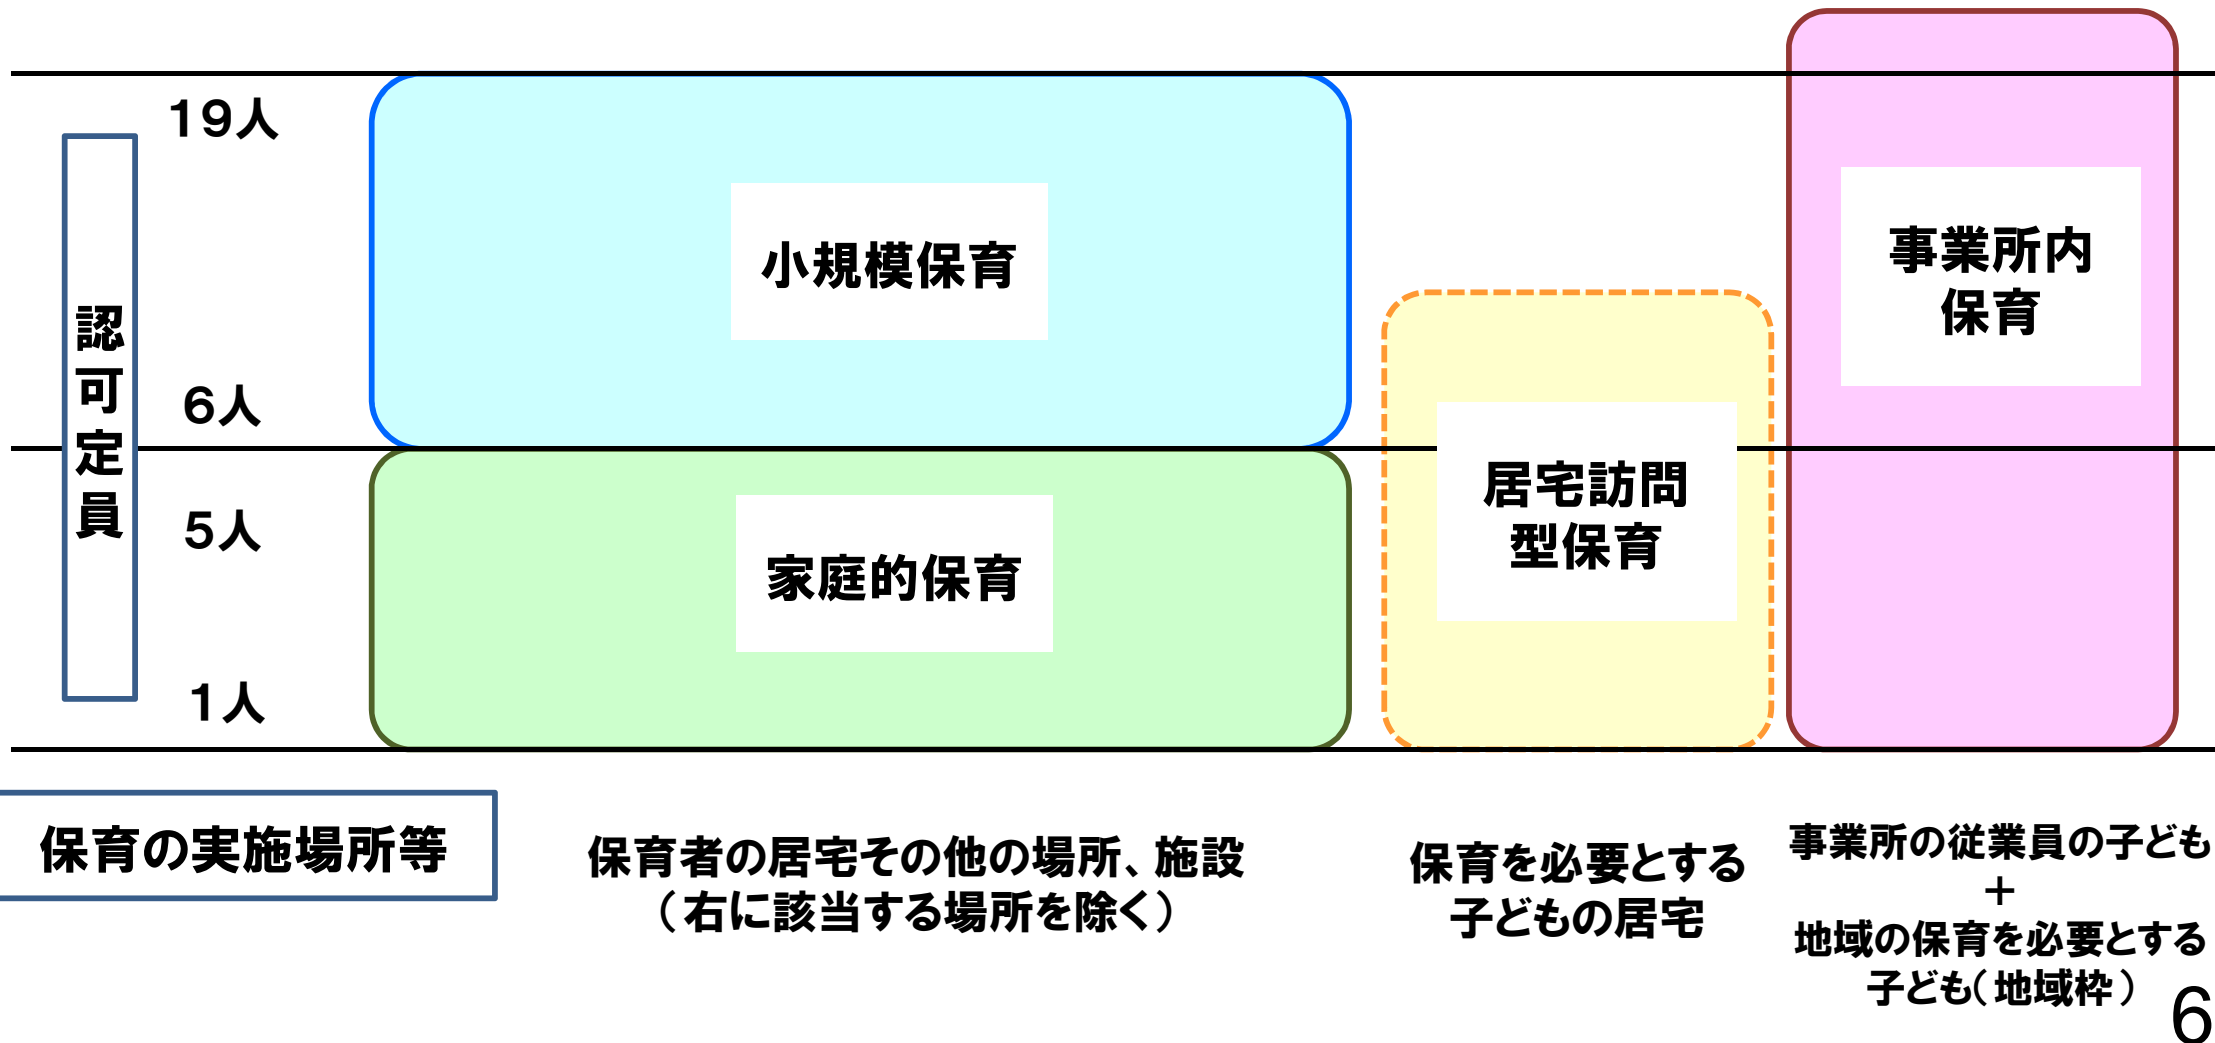 19人
小規模保育
事業所内
保育
6人
認可定員
5人
居宅訪問
型保育
家庭的保育
1人
保育の実施場所等
保育者の居宅その他の場所、施設
（右に該当する場所を除く）
保育を必要とする
子どもの居宅
事業所の従業員の子ども
＋
地域の保育を必要とする
子ども（地域枠）
6